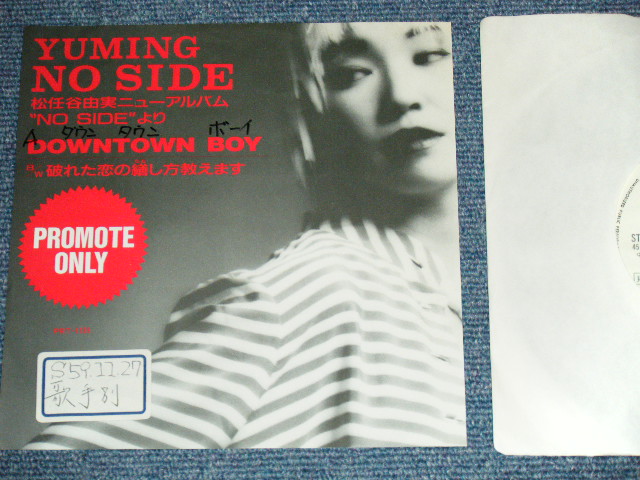 YUMING
NO SIDE
松任谷由実ニューアルバム
"NO SIDE"より
A ダウン タウン ボーイ
DOWNTOWN BOY
B/W 破れた恋の繕し方教えます
PROMOTE
ONLY
S59.11.27
歌手別
ST
45